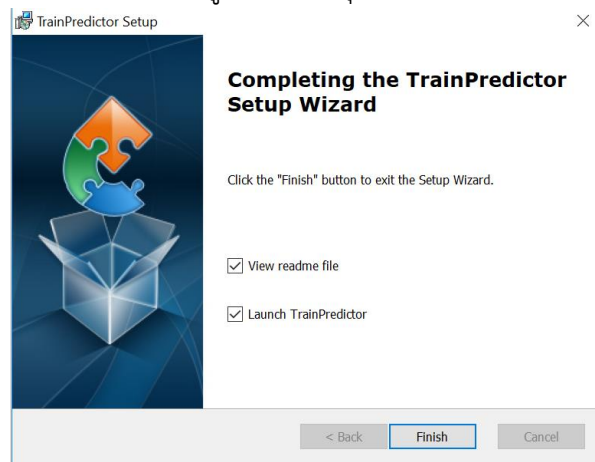 TrainPredictor Setup
Completing the TrainPredictor
Setup Wizard
Click the "Finish" button to exit the Setup Wizard.
View readme file
Launch TrainPredictor
< Back
Finish
Cancel